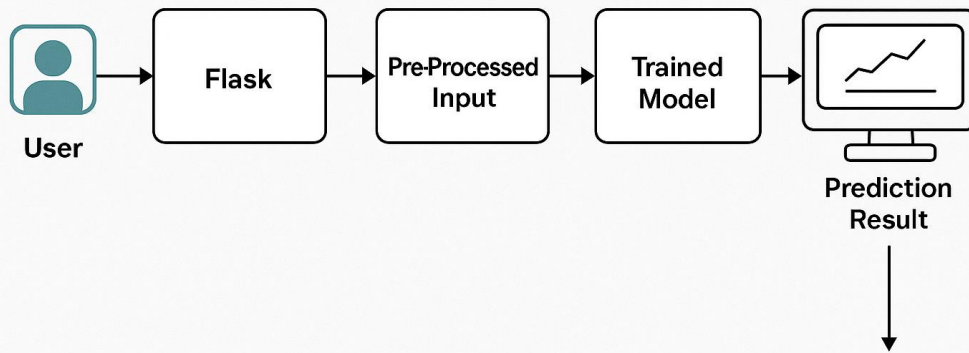 User
Flask
Pre-Processed
Input
Trained
Model
Prediction
Result